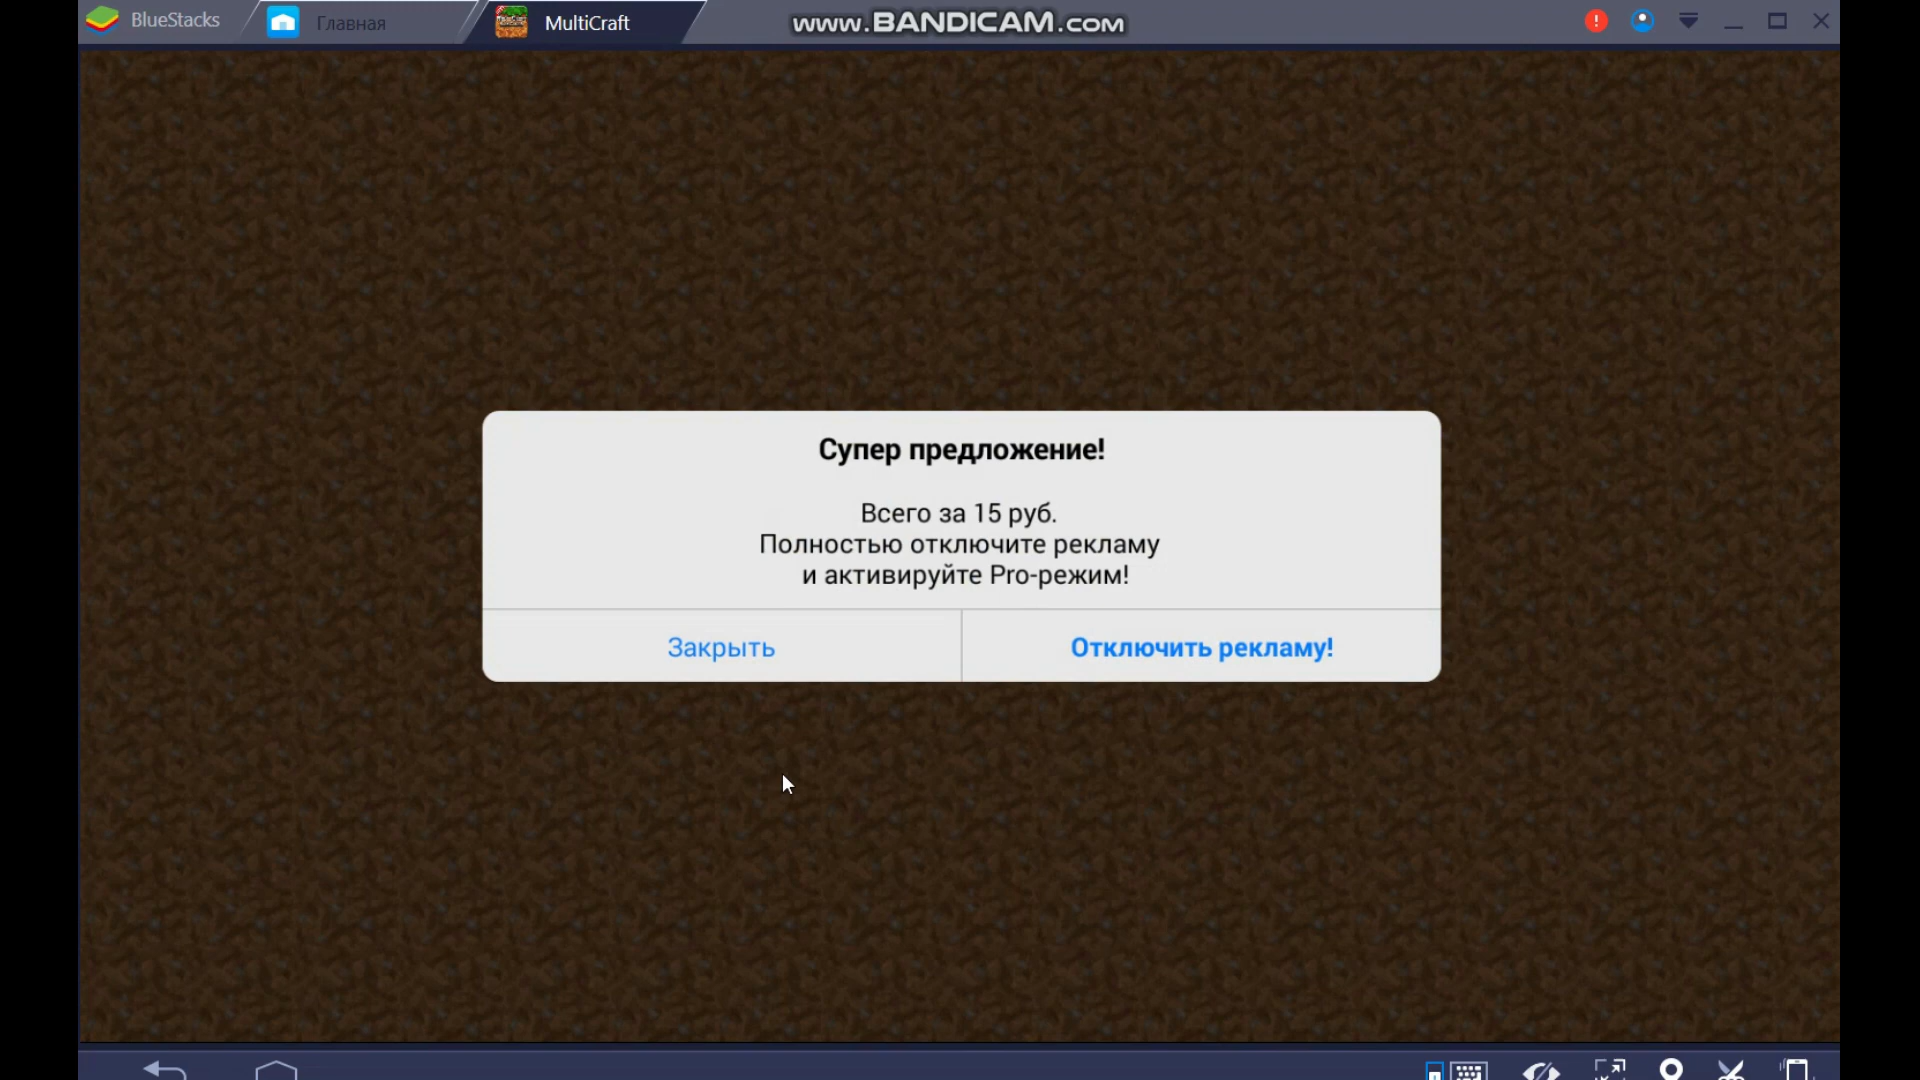 BlueStacks
Главная
MultiCraft
www.BANDICAM.com
Супер предложение!
Всего за 15 руб.
Полностью отключите рекламу
и активируйте Pro-режим!
Закрыть
Отключить рекламу!